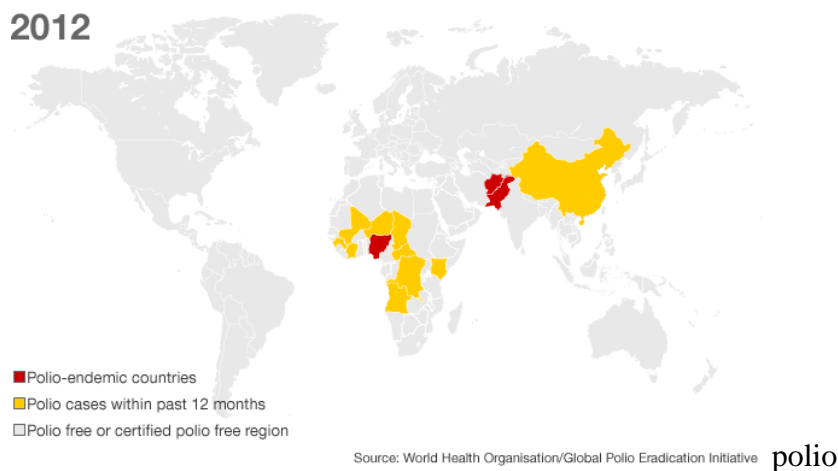 2012
Polio-endemic countries
Polio cases within past 12 months
Polio free or certified polio free region
Source: World Health Organisation/Global Polio Eradication Initiative polio